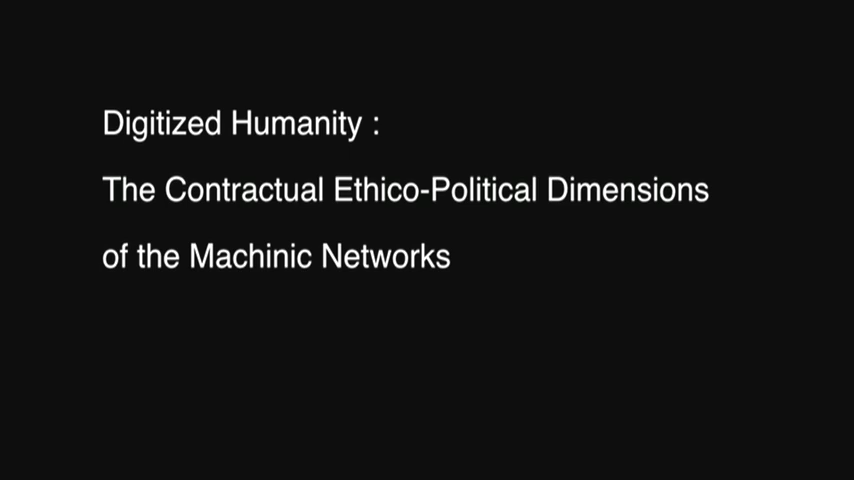 Digitized Humanity :
The Contractual Ethico-Political Dimensions
of the Machinic Networks